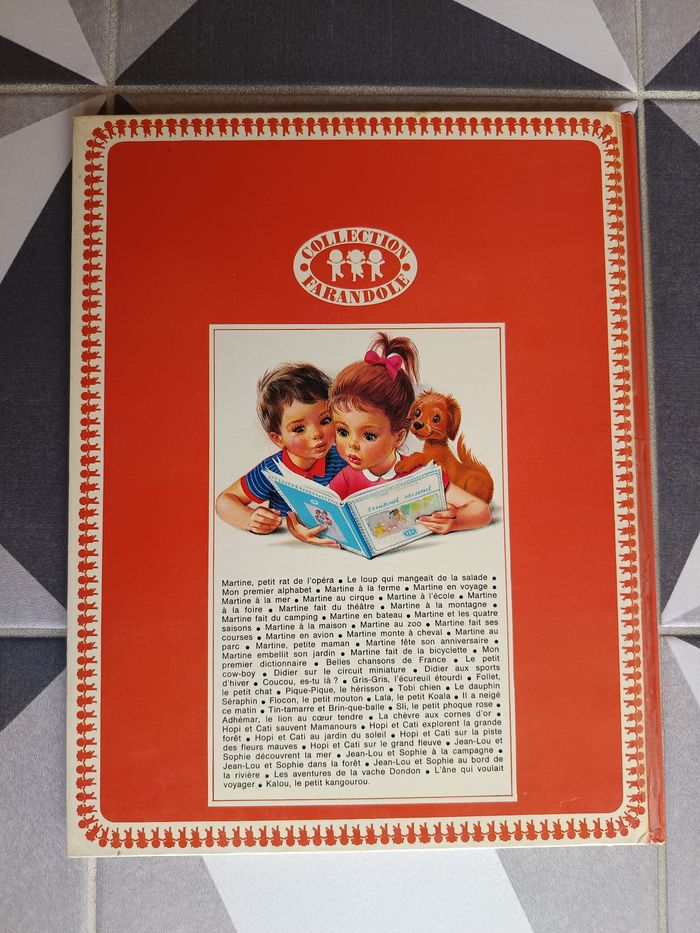 COLLECTION
FARANDOLE
Martine, petit rat de l'opéra • Le loup qui mangeait de la salade •
Mon premier alphabet • Martine à la ferme • Martine en voyage •
Martine à la mer • Martine au cirque • Martine à l'école • Martine
à la foire • Martine fait du théâtre • Martine à la montagne •
Martine fait du camping • Martine en bateau • Martine et les quatre
saisons • Martine à la maison • Martine au zoo • Martine fait ses
courses • Martine en avion • Martine monte à cheval • Martine au
parc • Martine, petite maman • Martine fête son anniversaire •
Martine embellit son jardin • Martine fait de la bicyclette • Mon
premier dictionnaire • Belles chansons de France • Le petit
cow-boy • Didier sur le circuit miniature • Didier aux sports
d'hiver • Coucou, es-tu là ? • Gris-Gris, l'écureuil étourdi • Follet,
le petit chat • Pique-Pique, le hérisson • Tobi chien • Le dauphin
Séraphin • Flocon, le petit mouton • Lala, le petit Koala • Il a neigé
ce matin • Tin-tamarre et Brin-que-balle • Sli, le petit phoque rose •
Adhémar, le lion au cœur tendre • La chèvre aux cornes d'or •
Hopi et Cati sauvent Mamanours • Hopi et Cati explorent la grande
forêt • Hopi et Cati au jardin du soleil • Hopi et Cati sur la piste
des fleurs mauves • Hopi et Cati sur le grand fleuve • Jean-Lou et
Sophie découvrent la mer • Jean-Lou et Sophie à la campagne •
Jean-Lou et Sophie dans la forêt • Jean-Lou et Sophie au bord de
la rivière • Les aventures de la vache Dondon • L'âne qui voulait
voyager • Kalou, le petit kangourou.